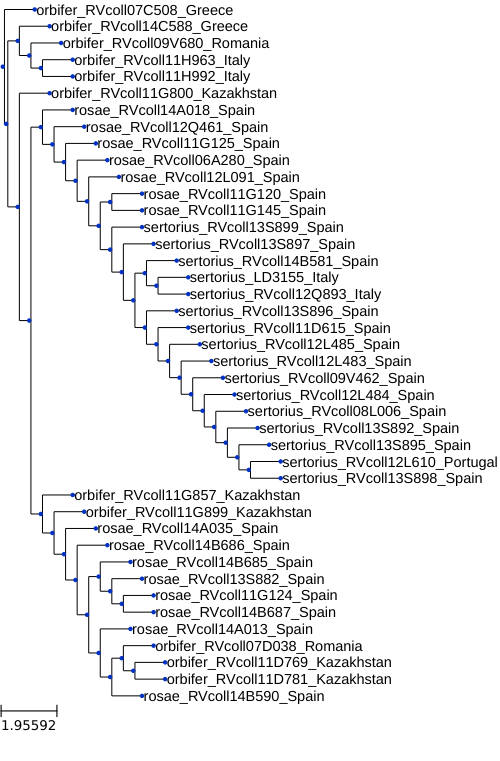 orbifer_RVcoll07C508_Greece
orbifer_RVcoll14C588_Greece
orbifer_RVcoll09V680_Romania
orbifer_RVcoll11H963_Italy
orbifer_RVcoll11H992_Italy
orbifer_RVcoll11G800_Kazakhstan
rosae_RVcoll14A018_Spain
rosae_RVcoll12Q461_Spain
rosae_RVcoll11G125_Spain
rosae_RVcoll06A280_Spain
rosae_RVcoll12L091_Spain
rosae_RVcoll11G120_Spain
rosae_RVcoll11G145_Spain
sertorius_RVcoll13S899_Spain
sertorius_RVcoll13S897_Spain
sertorius_RVcoll14B581_Spain
sertorius_LD3155_Italy
sertorius_RVcoll12Q893_Italy
sertorius_RVcoll13S896_Spain
sertorius_RVcoll11D615_Spain
sertorius_RVcoll12L485_Spain
sertorius_RVcoll12L483_Spain
sertorius_RVcoll09V462_Spain
sertorius_RVcoll12L484_Spain
sertorius_RVcoll08L006_Spain
sertorius_RVcoll13S892_Spain
sertorius_RVcoll13S895_Spain
sertorius_RVcoll12L610_Portugal
sertorius_RVcoll13S898_Spain
orbifer_RVcoll11G857_Kazakhstan
orbifer_RVcoll11G899_Kazakhstan
rosae_RVcoll14A035_Spain
rosae_RVcoll14B686_Spain
rosae_RVcoll14B685_Spain
rosae_RVcoll13S882_Spain
rosae_RVcoll11G124_Spain
rosae_RVcoll14B687_Spain
rosae_RVcoll14A013_Spain
orbifer_RVcoll07D038_Romania
orbifer_RVcoll11D769_Kazakhstan
orbifer_RVcoll11D781_Kazakhstan
rosae_RVcoll14B590_Spain
1.95592